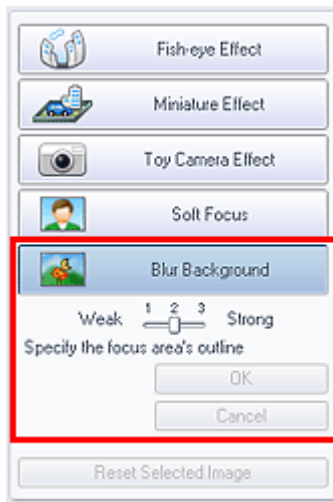 Fish-eye Effect
Miniature Effect
Toy Camera Effect
Soft Focus
Blur Background
1 2 3
Weak Strong
Specify the focus area's outline
OK
Cancel
Reset Selected Image